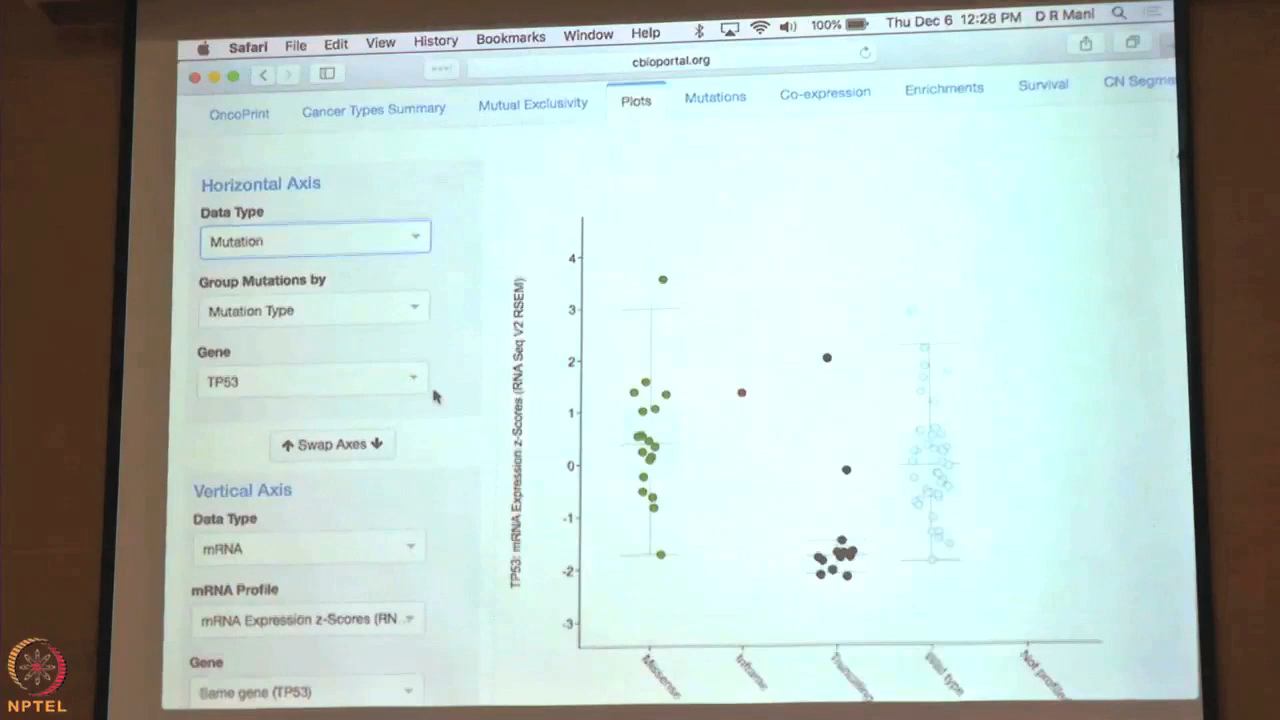 Safari File Edit View History Bookmarks Window Help 100% Thu Dec 6 12:28 PM D R Mani
cbioportal.org
OncoPrint Cancer Types Summary Mutual Exclusivity Plots Mutations Co-expression Enrichments Survival CN Segme
Horizontal Axis
Data Type
Mutation
Group Mutations by
Mutation Type
Gene
TP53
Swap Axes
Vertical Axis
Data Type
mRNA
mRNA Profile
mRNA Expression z-Scores (RN...
Gene
Same gene (TP53)
TP53: mRNA Expression z-Scores (RNA Seq V2 RSEM)
4
3
2
1
0
-1
-2
-3
Missense Inframe Truncating Wild type Not profile
NPTEL